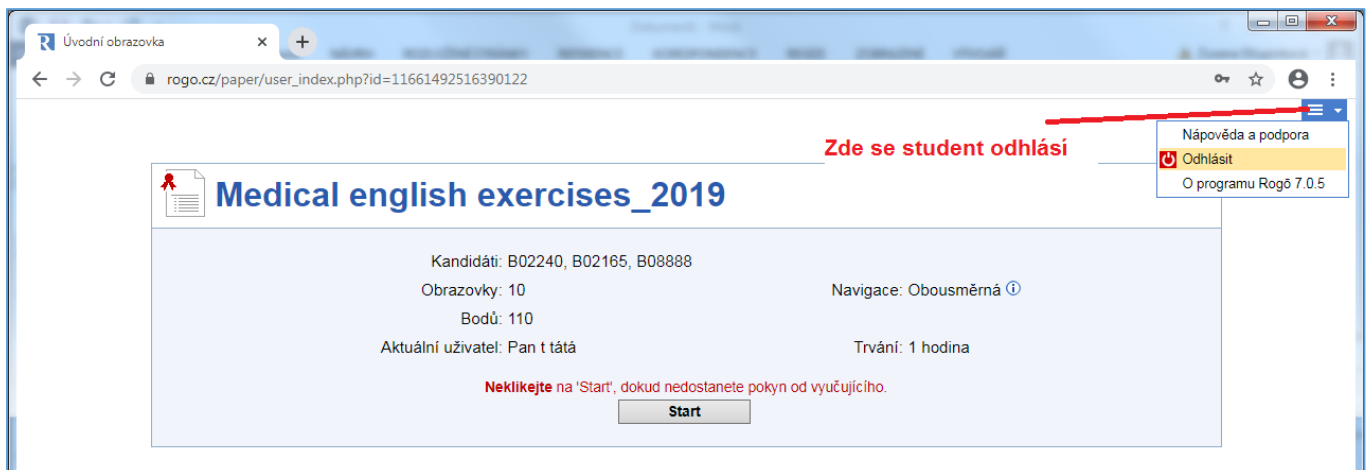 Úvodní obrazovka
rogo.cz/paper/user_index.php?id=11661492516390122
Nápověda a podpora
Zde se student odhlásí
Odhlásit
O programu Rogō 7.0.5
Medical english exercises_2019
Kandidáti: B02240, B02165, B08888
Obrazovky: 10 Navigace: Obousměrná
Bodů: 110
Aktuální uživatel: Pan t tátá Trvání: 1 hodina
Neklikejte na 'Start', dokud nedostanete pokyn od vyučujícího.
Start